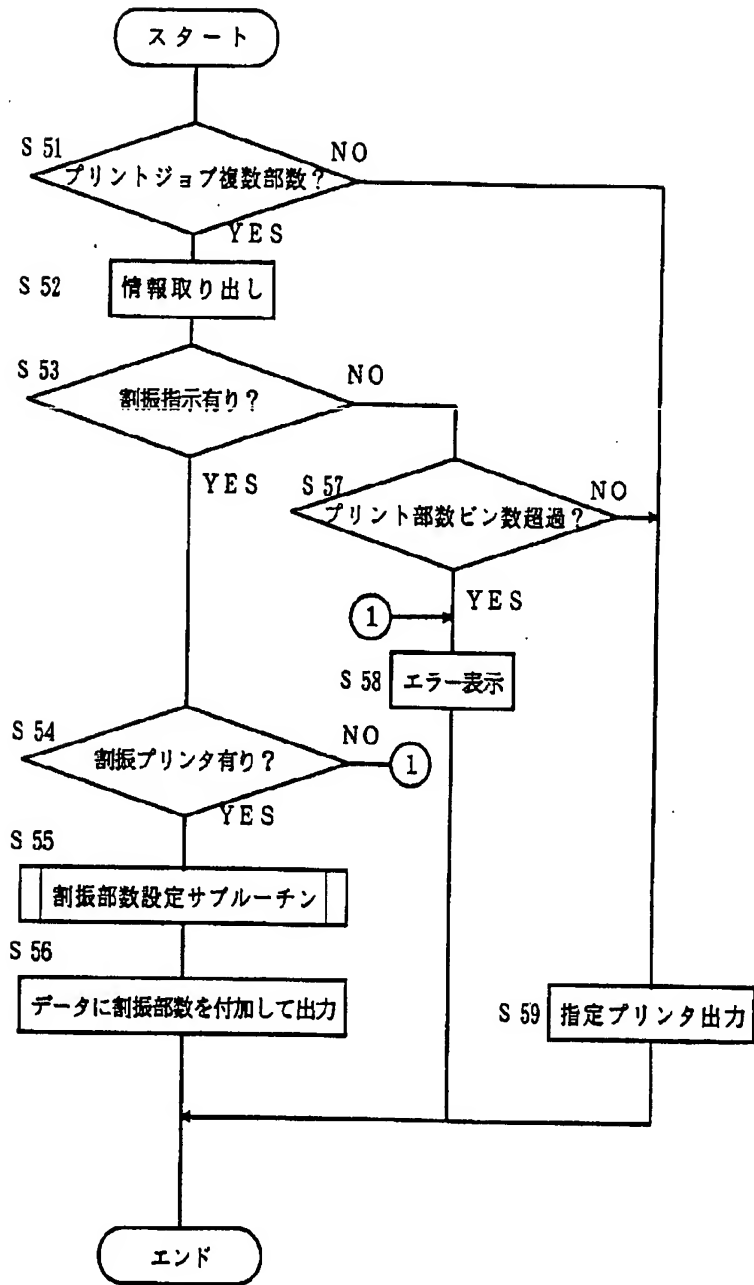 スタート
S 51
プリントジョブ複数部数?
NO
YES
S 52
情報取り出し
S 53
割振指示有り?
NO
YES
S 57
プリント部数ビン数超過?
NO
YES
①
S 58
エラー表示
S 54
割振プリンタ有り?
NO
①
YES
S 55
割振部数設定サブルーチン
S 56
データに割振部数を付加して出力
S 59
指定プリンタ出力
エンド